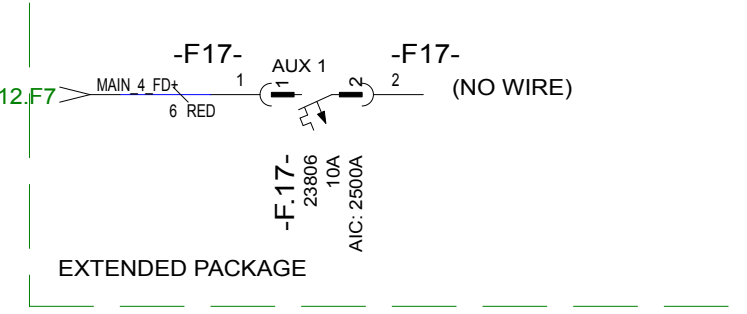 -F17-
AUX 1
-F17-
12.F7
MAIN_4_FD+
1
1
2
2
(NO WIRE)
6 RED
-F.17-
23806
10A
AIC: 2500A
EXTENDED PACKAGE